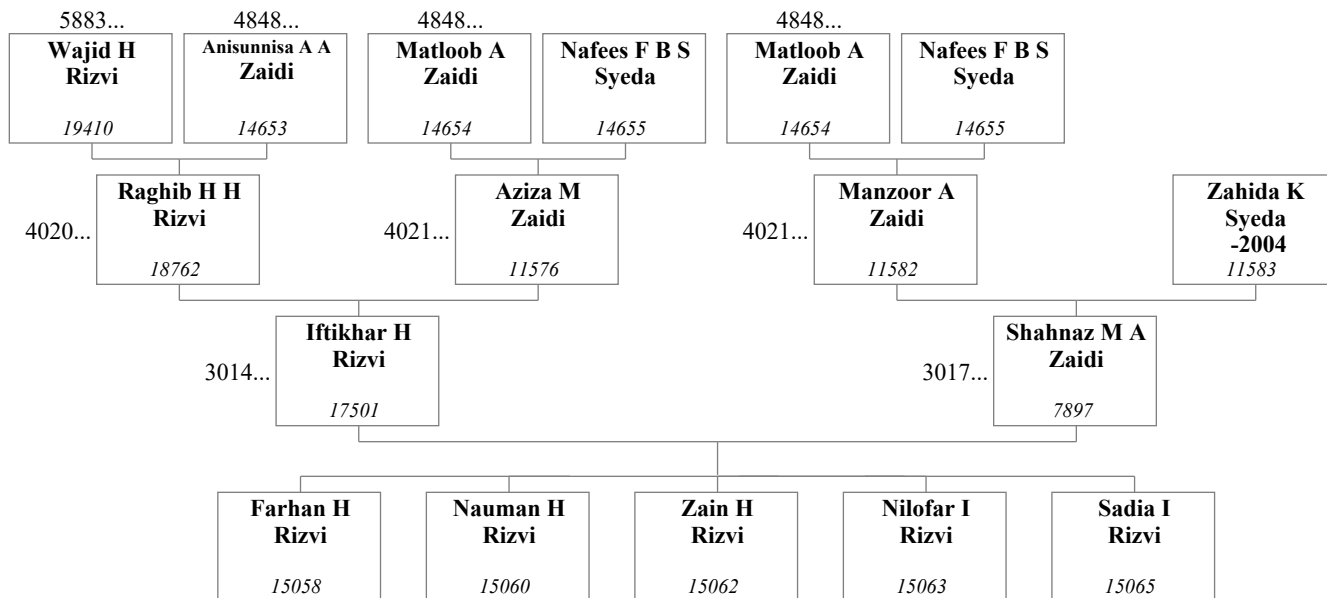 5883...
4848...
4848...
4848...
Wajid H
Rizvi
19410
Anisunnisa A A
Zaidi
14653
Matloob A
Zaidi
14654
Nafees F B S
Syeda
14655
Matloob A
Zaidi
14654
Nafees F B S
Syeda
14655
4020...
Raghib H H
Rizvi
18762
4021...
Aziza M
Zaidi
11576
4021...
Manzoor A
Zaidi
11582
Zahida K
Syeda
-2004
11583
3014...
Iftikhar H
Rizvi
17501
3017...
Shahnaz M A
Zaidi
7897
Farhan H
Rizvi
15058
Nauman H
Rizvi
15060
Zain H
Rizvi
15062
Nilofar I
Rizvi
15063
Sadia I
Rizvi
15065